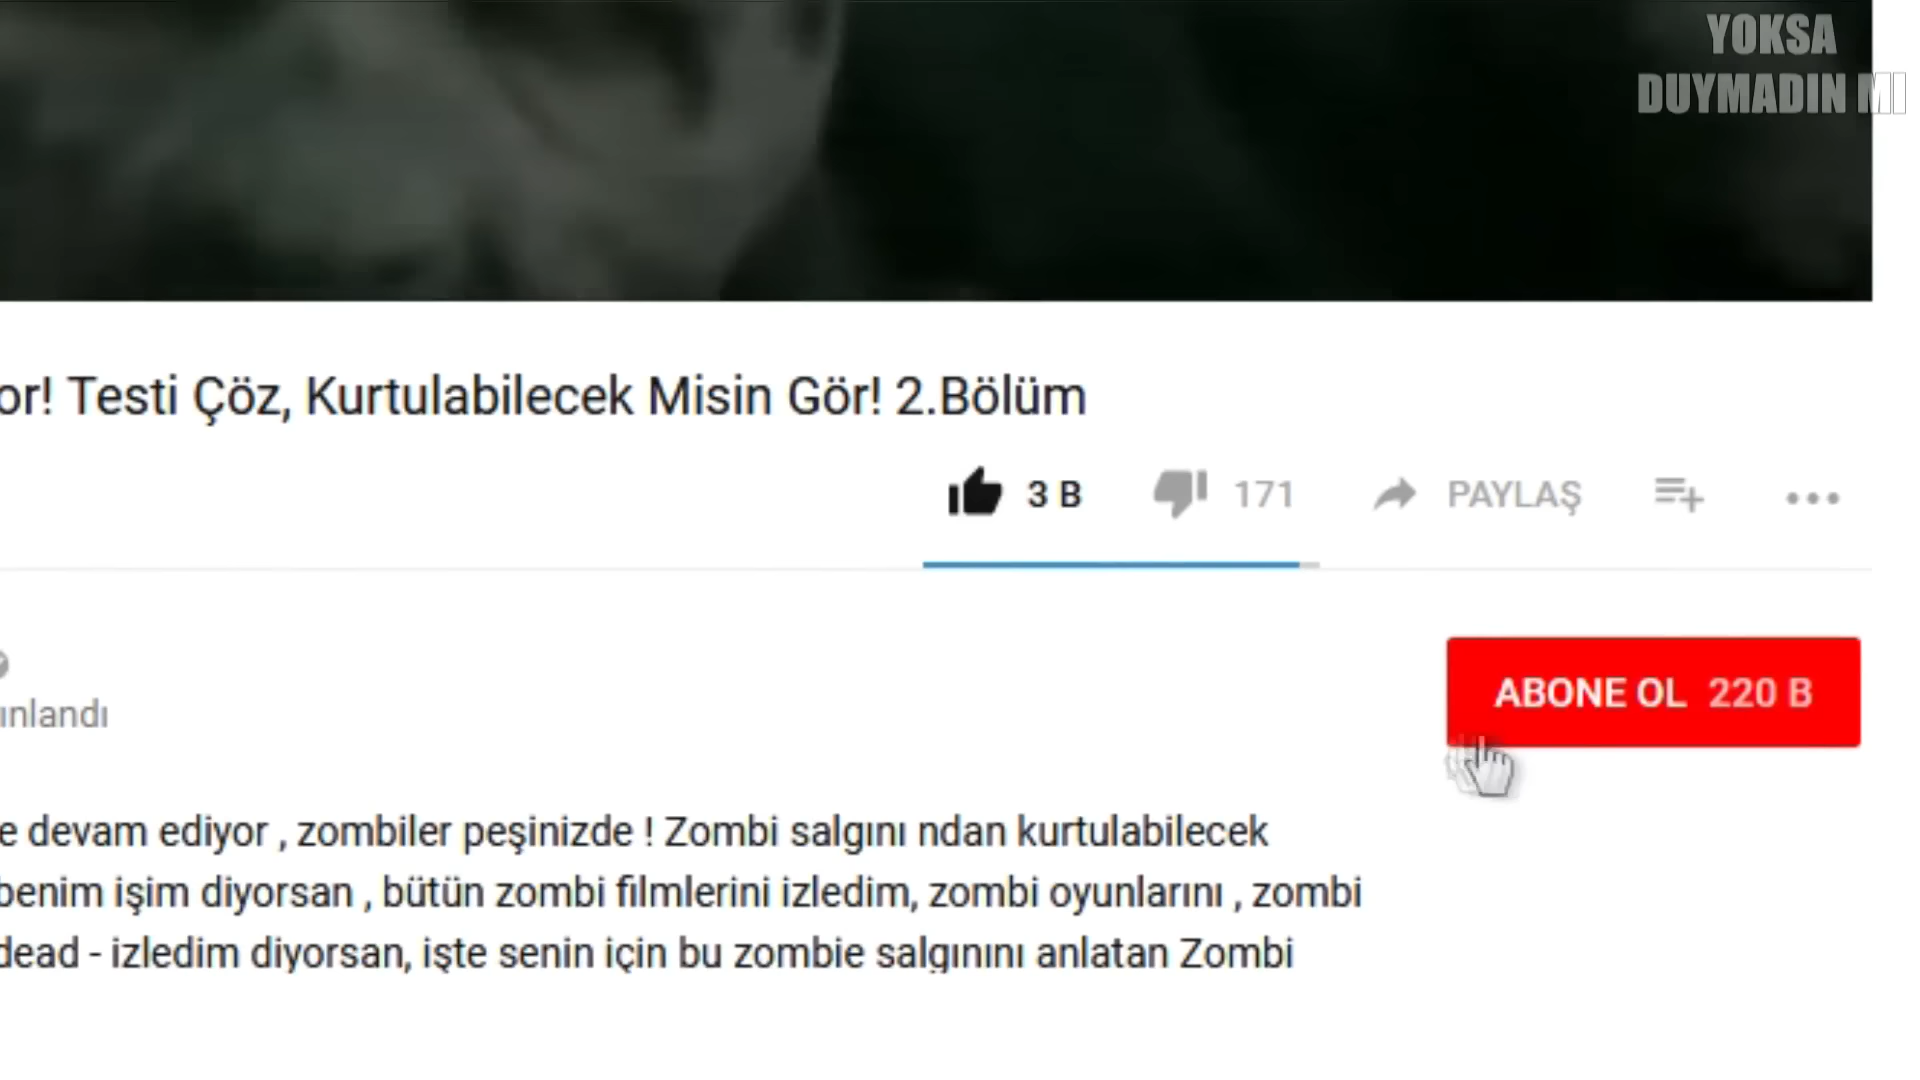 YOKSA
DUYMADIN MI
or! Testi Çöz, Kurtulabilecek Misin Gör! 2.Bölüm
3 B 171 PAYLAŞ
ABONE OL 220 B
ınlandı
e devam ediyor , zombiler peşinizde ! Zombi salgını ndan kurtulabilecek
benim işim diyorsan , bütün zombi filmlerini izledim, zombi oyunlarını , zombi
dead - izledim diyorsan, işte senin için bu zombie salgınını anlatan Zombi